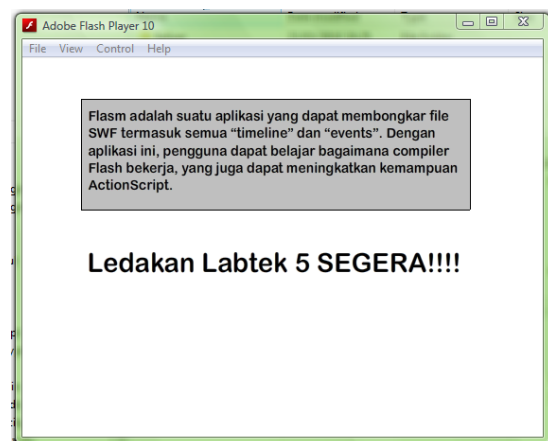 Adobe Flash Player 10
File View Control Help
Flasm adalah suatu aplikasi yang dapat membongkar file
SWF termasuk semua “timeline” dan “events”. Dengan
aplikasi ini, pengguna dapat belajar bagaimana compiler
Flash bekerja, yang juga dapat meningkatkan kemampuan
ActionScript.
Ledakan Labtek 5 SEGERA!!!!